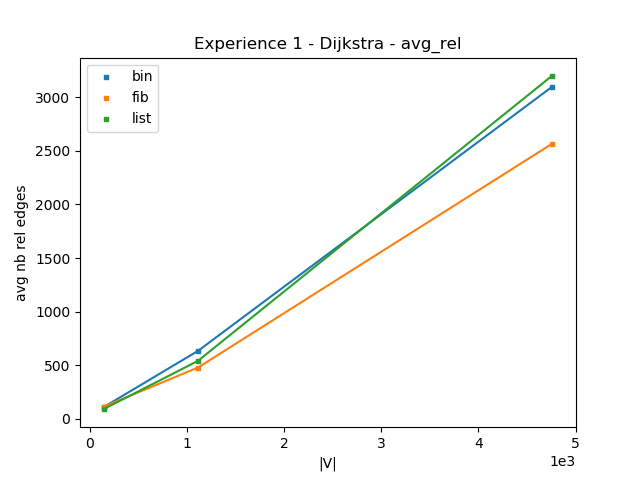 Experience 1 - Dijkstra - avg_rel
bin
fib
list
avg nb rel edges
3000
2500
2000
1500
1000
500
0
0 1 2 3 4 5
1e3
|V|